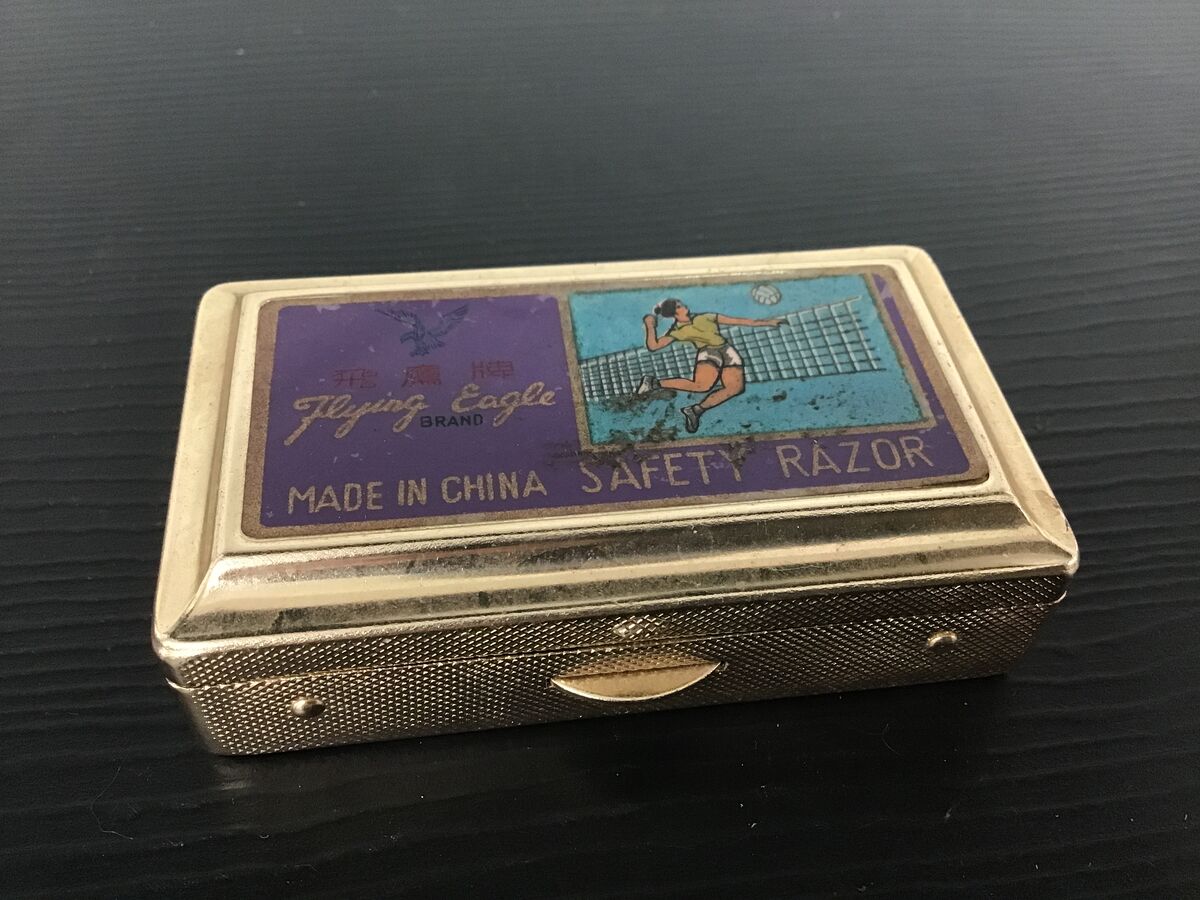 飛鷹牌
Flying Eagle
BRAND
MADE IN CHINA SAFETY RAZOR